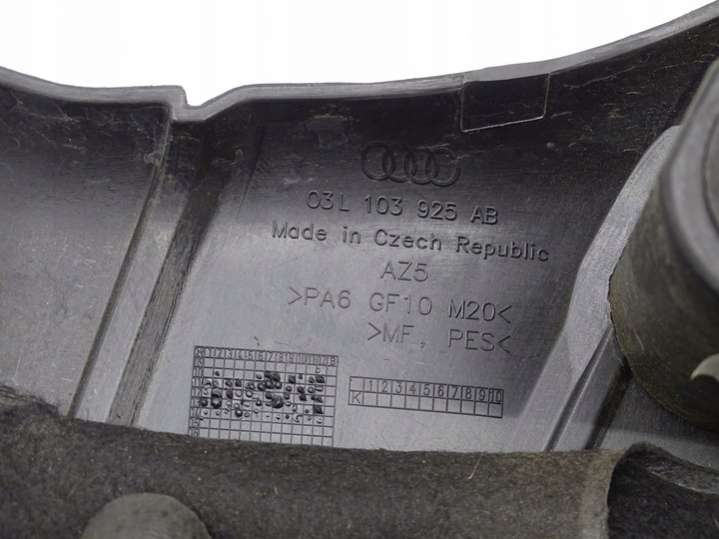 03L 103 925 AB
Made in Czech Republic
AZ5
>PA6 GF10 M20<
>MF, PES<
1 2 3 4 5 6 7 8 9 10
K